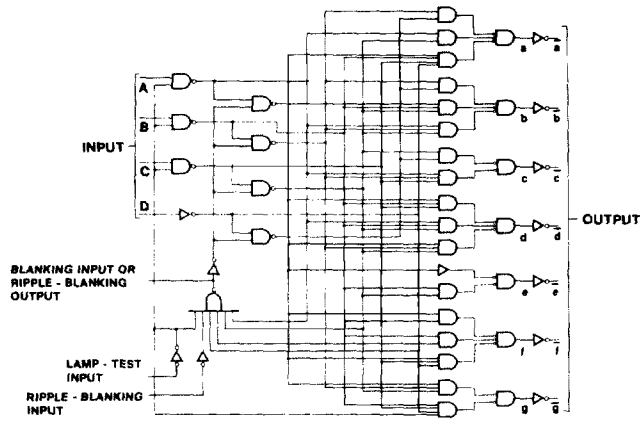 a
a̅
A
b
b̅
B
INPUT
c
c̅
C
D
d
d̅
OUTPUT
BLANKING INPUT OR
RIPPLE - BLANKING
OUTPUT
e
e̅
f
f̅
LAMP - TEST
INPUT
RIPPLE - BLANKING
INPUT
g
g̅